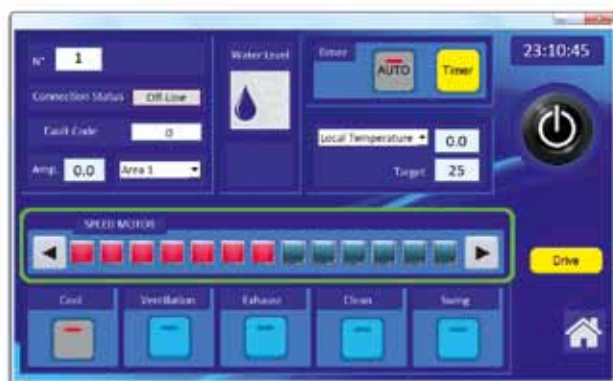 N° 1
Connection Status Off-Line
Fault Code 0
Amp. 0.0 Area 1
Water Level
Timer
AUTO
Timer
Local Temperature 0.0
Target 25
23:10:45
SPEED MOTOR
Drive
Cool
Ventilation
Exhaust
Clean
Swing